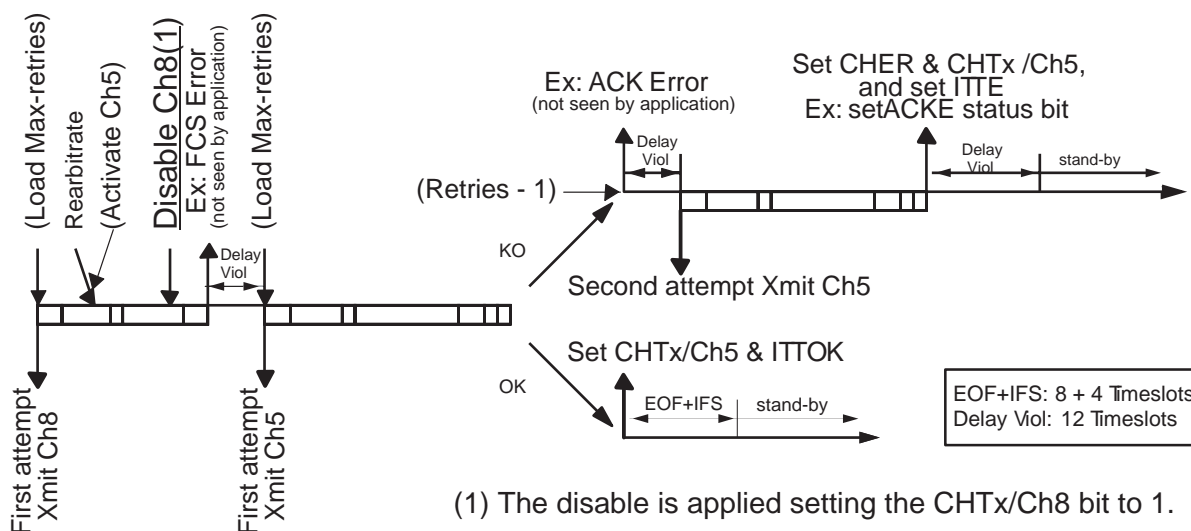 (Load Max-retries)
Rearbitrate
(Activate Ch5)
Disable Ch8(1)
Ex: FCS Error
(not seen by application)
(Load Max-retries)
Delay
Viol
First attempt
Xmit Ch8
First attempt
Xmit Ch5
KO
OK
(Retries - 1)
Ex: ACK Error
(not seen by application)
Delay
Viol
Second attempt Xmit Ch5
Set CHER & CHTx /Ch5,
and set ITTE
Ex: setACKE status bit
Delay
Viol
stand-by
Set CHTx/Ch5 & ITTOK
EOF+IFS
stand-by
EOF+IFS: 8 + 4 Timeslots
Delay Viol: 12 Timeslots
(1) The disable is applied setting the CHTx/Ch8 bit to 1.